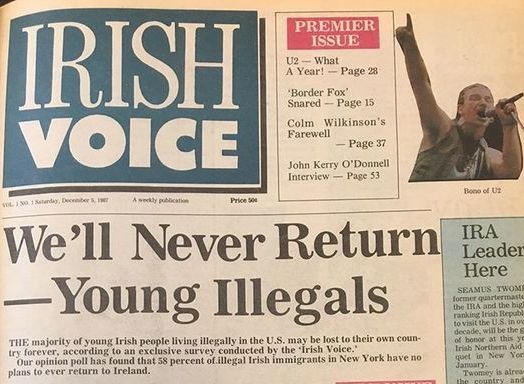 IRISH
VOICE
VOL. 1 NO. 1 Saturday, December 5, 1987
A weekly publication
Price 50¢
PREMIER
ISSUE
U2 — What
A Year! — Page 28
'Border Fox'
Snared — Page 15
Colm Wilkinson's
Farewell
— Page 37
John Kerry O'Donnell
Interview — Page 53
Bono of U2
We'll Never Return
—Young Illegals
THE majority of young Irish people living illegally in the U.S. may be lost to their own coun-
try forever, according to an exclusive survey conducted by the 'Irish Voice.'
Our opinion poll has found that 58 percent of illegal Irish immigrants in New York have no
plans to ever return to Ireland.
IRA
Leader
Here
SEAMUS TWOM
former quartermast
the IRA and the hig
ranking Irish Republ
to visit the U.S. in ov
decade, will be the g
of honor at this ye
Irish Northern Aid
quet in New Yor
January.
Twomey is alrea
the country and